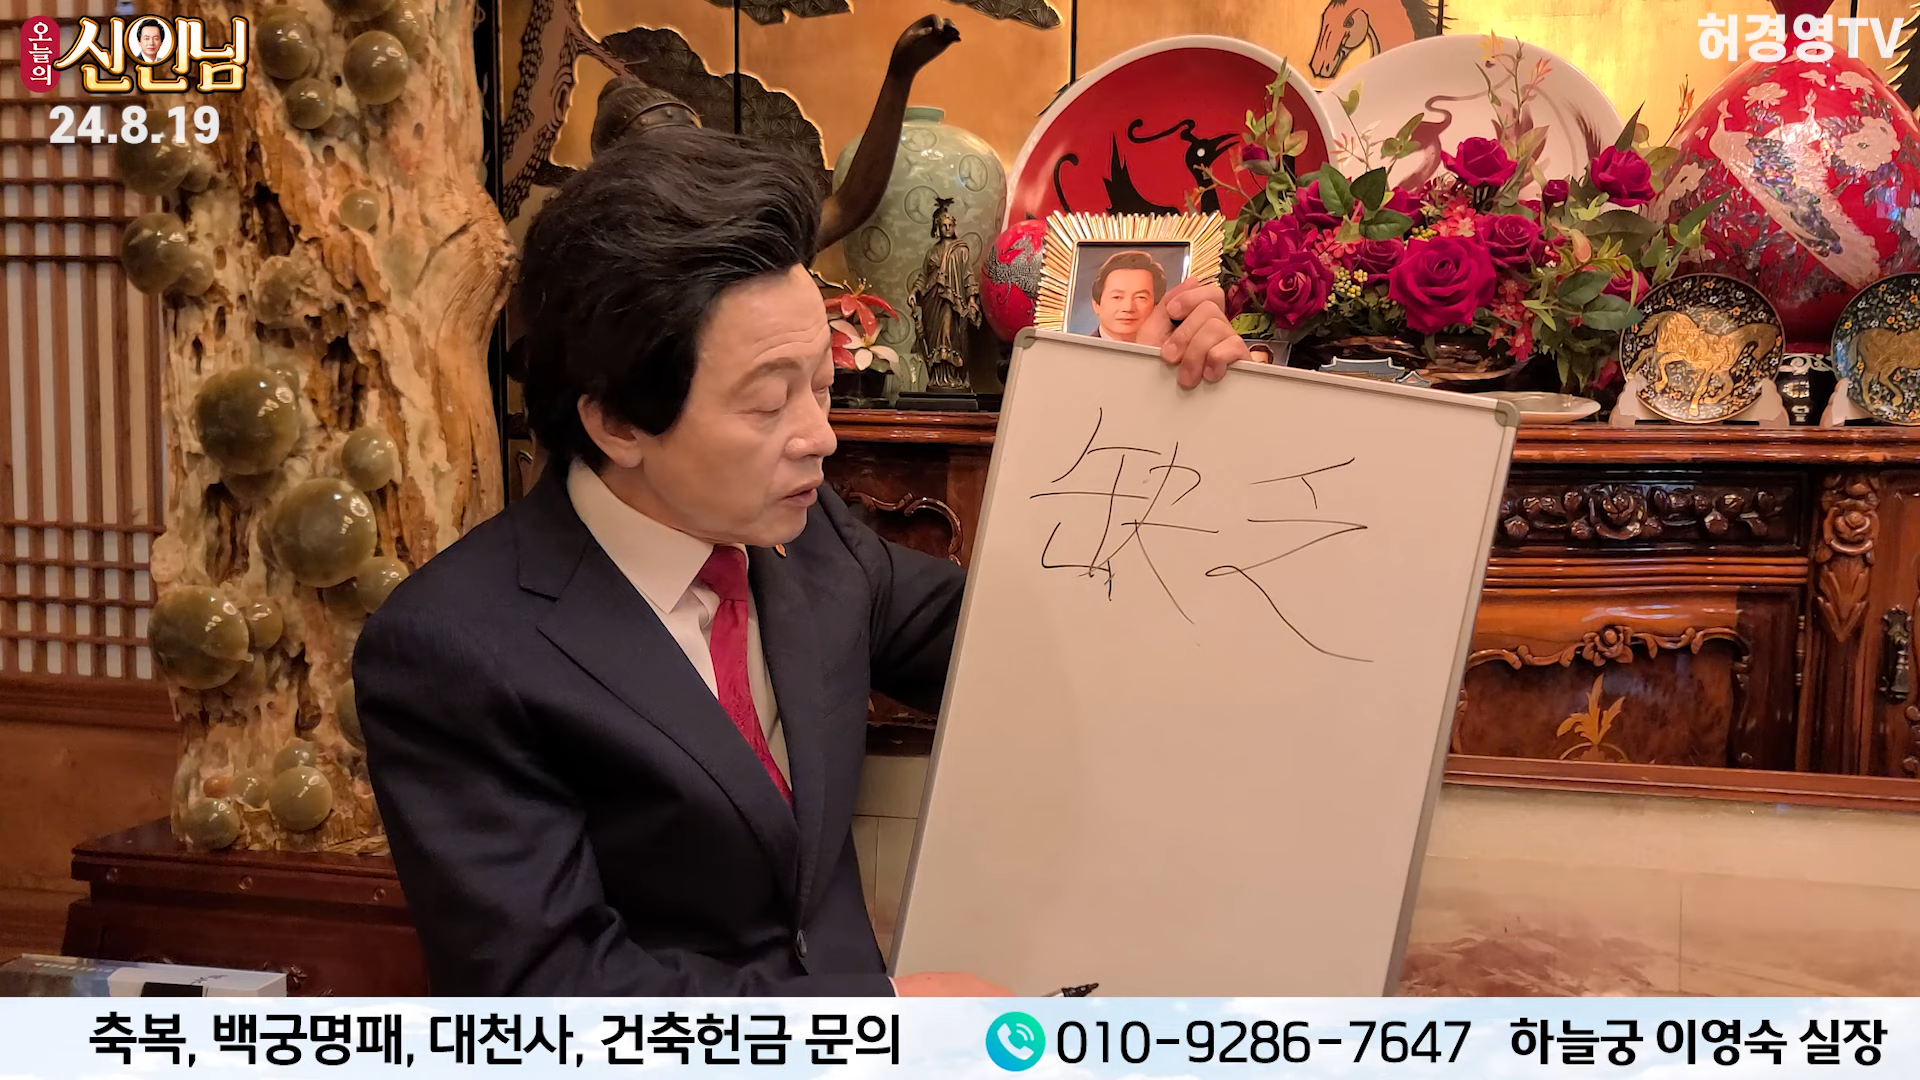 오늘의 신인님
24.8.19
허경영TV
缺乏
축복, 백궁명패, 대천사, 건축헌금 문의
010-9286-7647 하늘궁 이영숙 실장